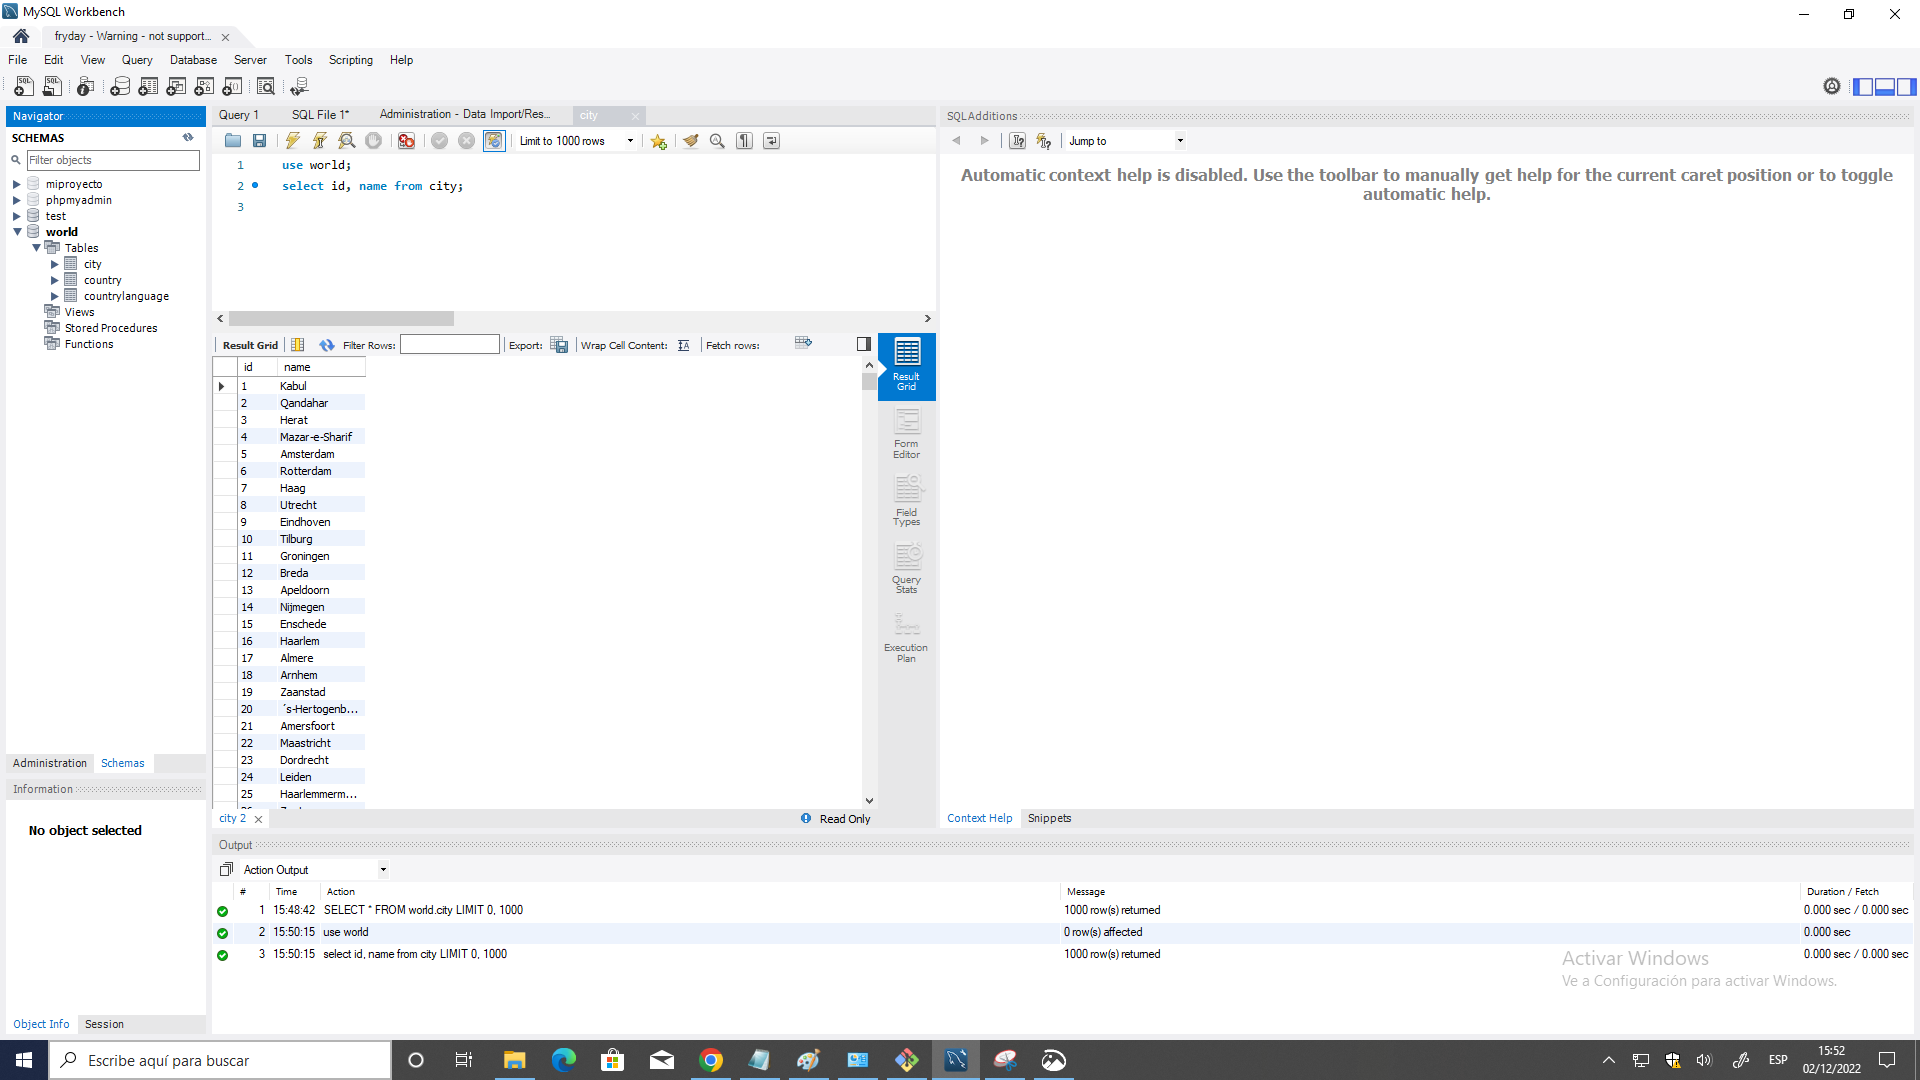 MySQL Workbench
fryday - Warning - not support...
File Edit View Query Database Server Tools Scripting Help
Navigator
SCHEMAS
Filter objects
miproyecto
phpmyadmin
test
world
Tables
city
country
countrylanguage
Views
Stored Procedures
Functions
Administration Schemas
Information
No object selected
Object Info Session
Query 1 SQL File 1* Administration - Data Import/Res... city
Limit to 1000 rows
1 use world;
2 select id, name from city;
3
Result Grid Filter Rows: Export: Wrap Cell Content: Fetch rows:
id name
1 Kabul
2 Qandahar
3 Herat
4 Mazar-e-Sharif
5 Amsterdam
6 Rotterdam
7 Haag
8 Utrecht
9 Eindhoven
10 Tilburg
11 Groningen
12 Breda
13 Apeldoorn
14 Nijmegen
15 Enschede
16 Haarlem
17 Almere
18 Arnhem
19 Zaanstad
20 ´s-Hertogenb...
21 Amersfoort
22 Maastricht
23 Dordrecht
24 Leiden
25 Haarlemmerm...
Result
Grid
Form
Editor
Field
Types
Query
Stats
Execution
Plan
city 2 Read Only
SQLAdditions
Jump to
Automatic context help is disabled. Use the toolbar to manually get help for the current caret position or to toggle
automatic help.
Context Help Snippets
Output
Action Output
# Time Action Message Duration / Fetch
1 15:48:42 SELECT * FROM world.city LIMIT 0, 1000 1000 row(s) returned 0.000 sec / 0.000 sec
2 15:50:15 use world 0 row(s) affected 0.000 sec
3 15:50:15 select id, name from city LIMIT 0, 1000 1000 row(s) returned 0.000 sec / 0.000 sec
Activar Windows
Ve a Configuración para activar Windows.
Escribe aquí para buscar
ESP
15:52
02/12/2022